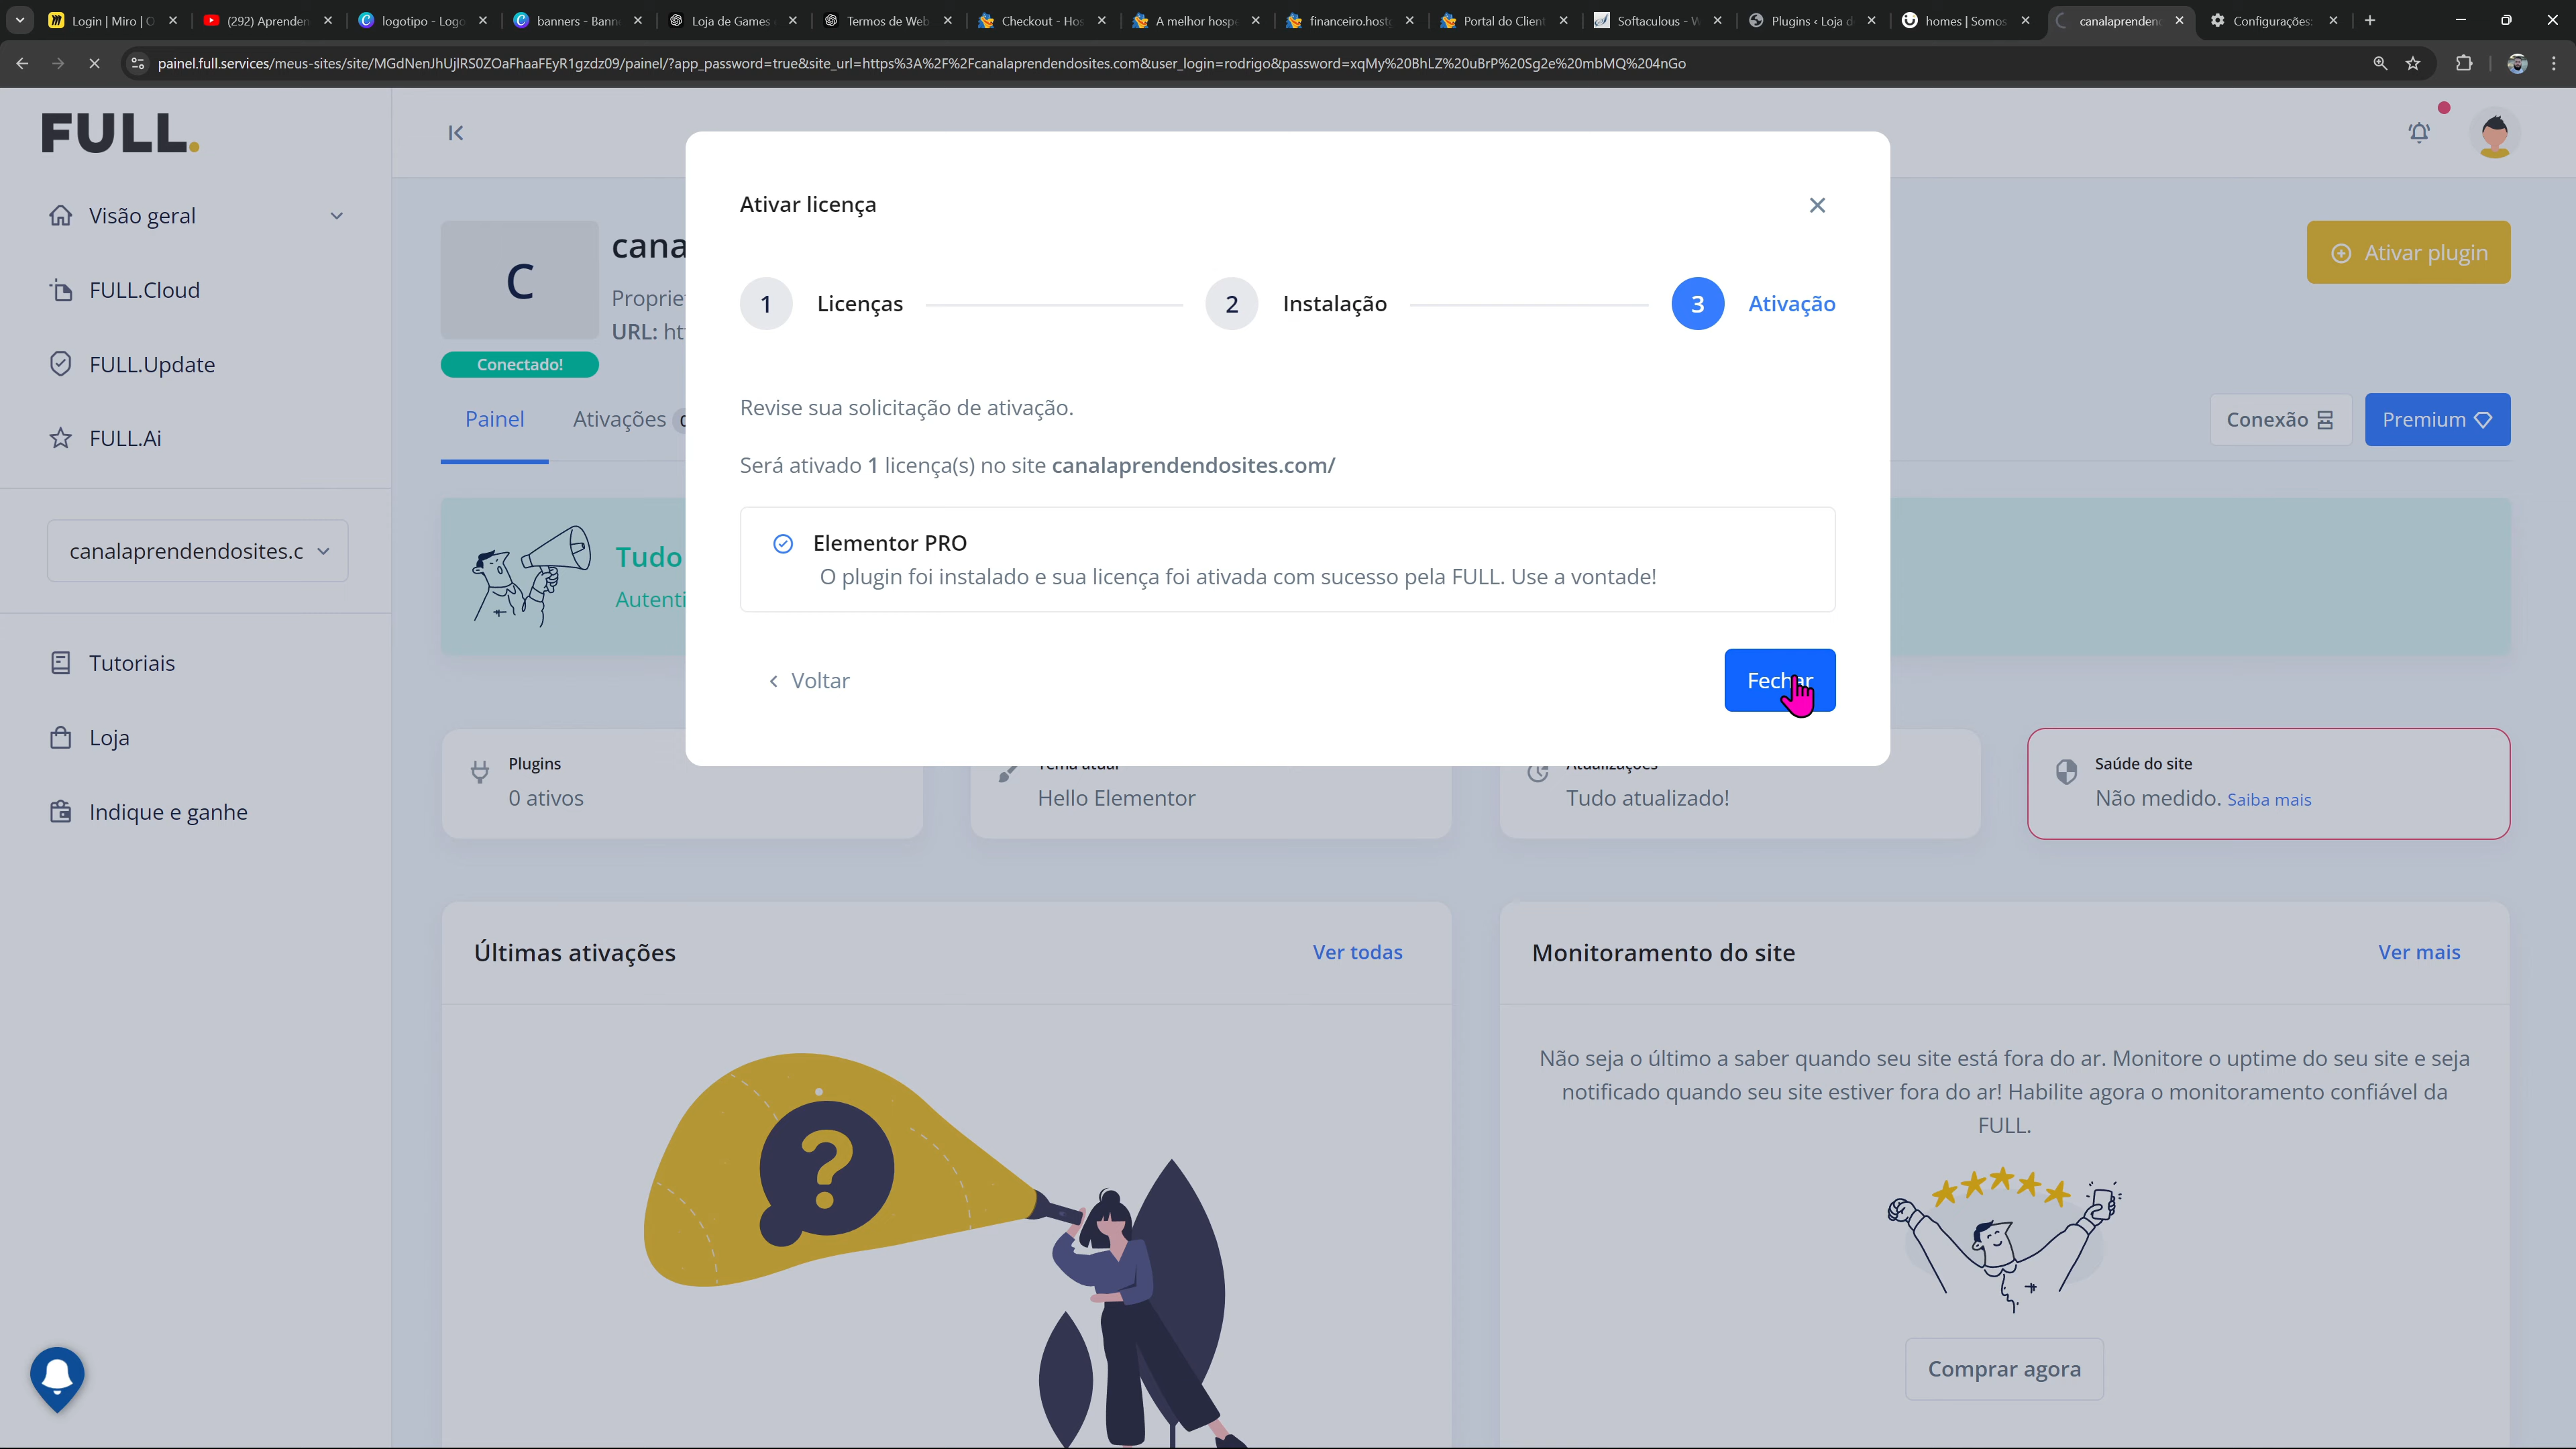 Login | Miro | O
(292) Aprenden
logotipo - Logo
banners - Bann
Loja de Games
Termos de Web
Checkout - Hos
A melhor hospe
financeiro.host
Portal do Client
Softaculous - W
Plugins ‹ Loja d
homes | Somos
canalaprendend
Configurações:
painel.full.services/meus-sites/site/MGdNenJhUjlRS0ZOaFhaaFEyR1gzdz09/painel/?app_password=true&site_url=https%3A%2F%2Fcanalaprendendosites.com&user_login=rodrigo&password=xqMy%20BhLZ%20uBrP%20Sg2e%20mbMQ%204nGo
FULL.
Visão geral
FULL.Cloud
FULL.Update
FULL.Ai
canalaprendendosites.c
Tutoriais
Loja
Indique e ganhe
C
cana
Proprie
URL: ht
Conectado!
Ativar plugin
Painel
Ativações
Conexão
Premium
Tudo
Autenti
Ativar licença
1 Licenças
2 Instalação
3 Ativação
Revise sua solicitação de ativação.
Será ativado 1 licença(s) no site canalaprendendosites.com/
Elementor PRO
O plugin foi instalado e sua licença foi ativada com sucesso pela FULL. Use a vontade!
Voltar
Fechar
Plugins
0 ativos
Tema atual
Hello Elementor
Atualizações
Tudo atualizado!
Saúde do site
Não medido. Saiba mais
Últimas ativações
Ver todas
?
Monitoramento do site
Ver mais
Não seja o último a saber quando seu site está fora do ar. Monitore o uptime do seu site e seja
notificado quando seu site estiver fora do ar! Habilite agora o monitoramento confiável da
FULL.
Comprar agora